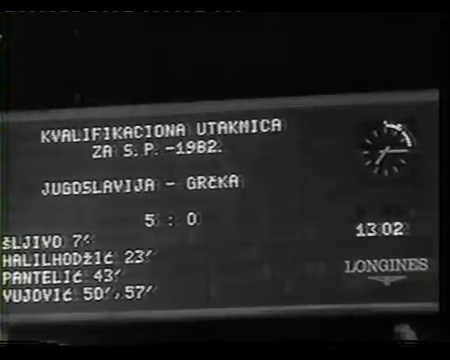 KVALIFIKACIONA UTAKMICA
ZA S.P.-1982.
JUGOSLAVIJA - GRČKA
5 : 0
ŠLJIVO 7'
HALILHODŽIĆ 23'
PANTELIĆ 43'
VUJOVIĆ 50',57'
13 02
LONGINES